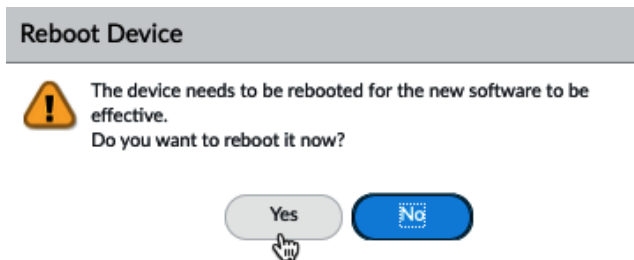 Reboot Device
The device needs to be rebooted for the new software to be
effective.
Do you want to reboot it now?
Yes No